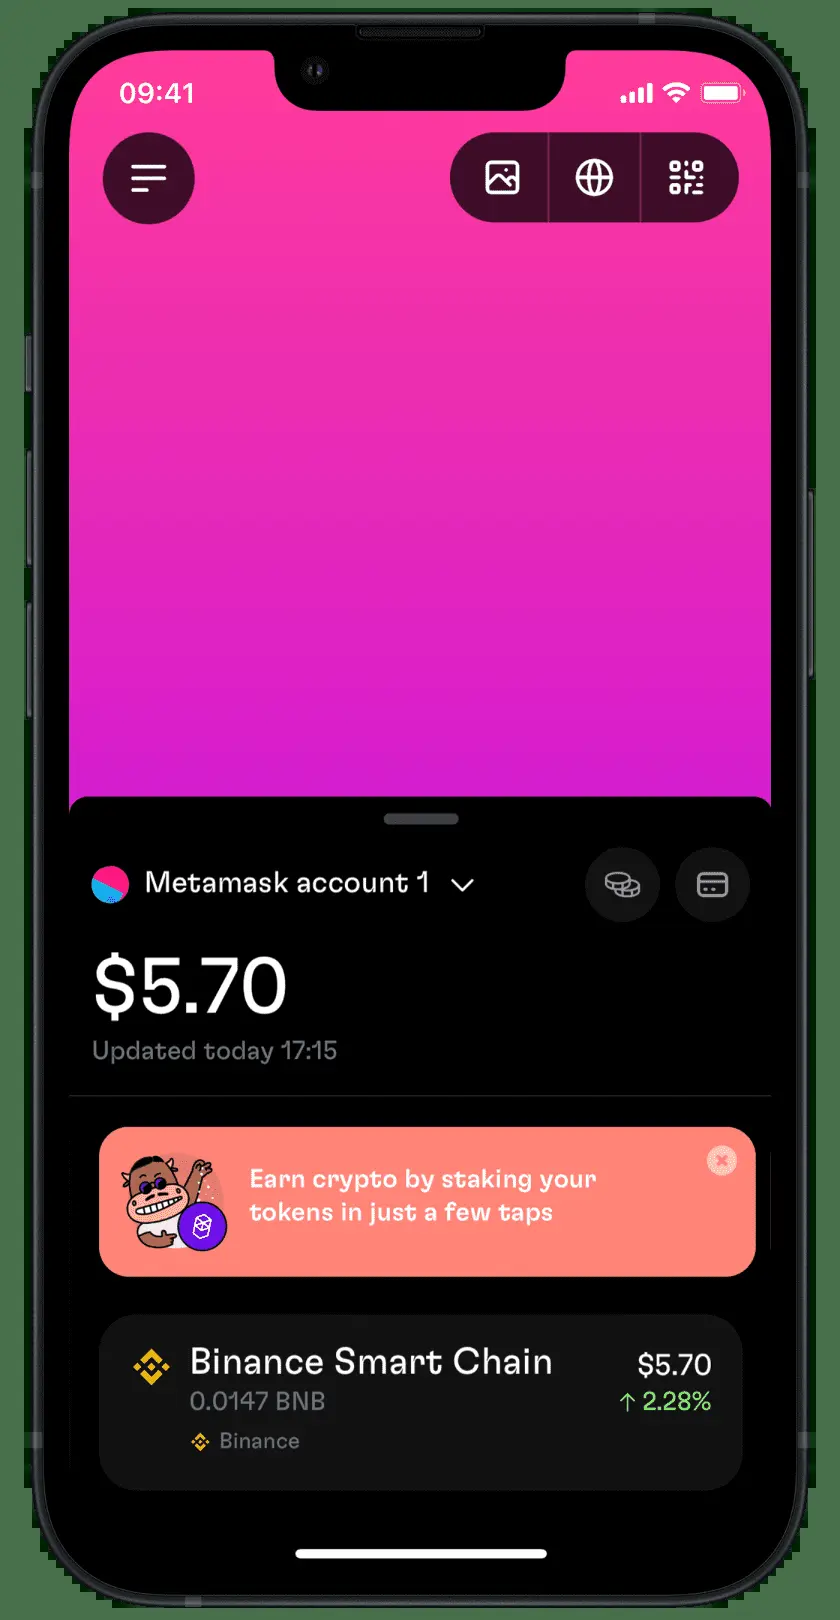 09:41
Metamask account 1
$5.70
Updated today 17:15
Earn crypto by staking your
tokens in just a few taps
Binance Smart Chain
$5.70
0.0147 BNB
↑ 2.28%
Binance